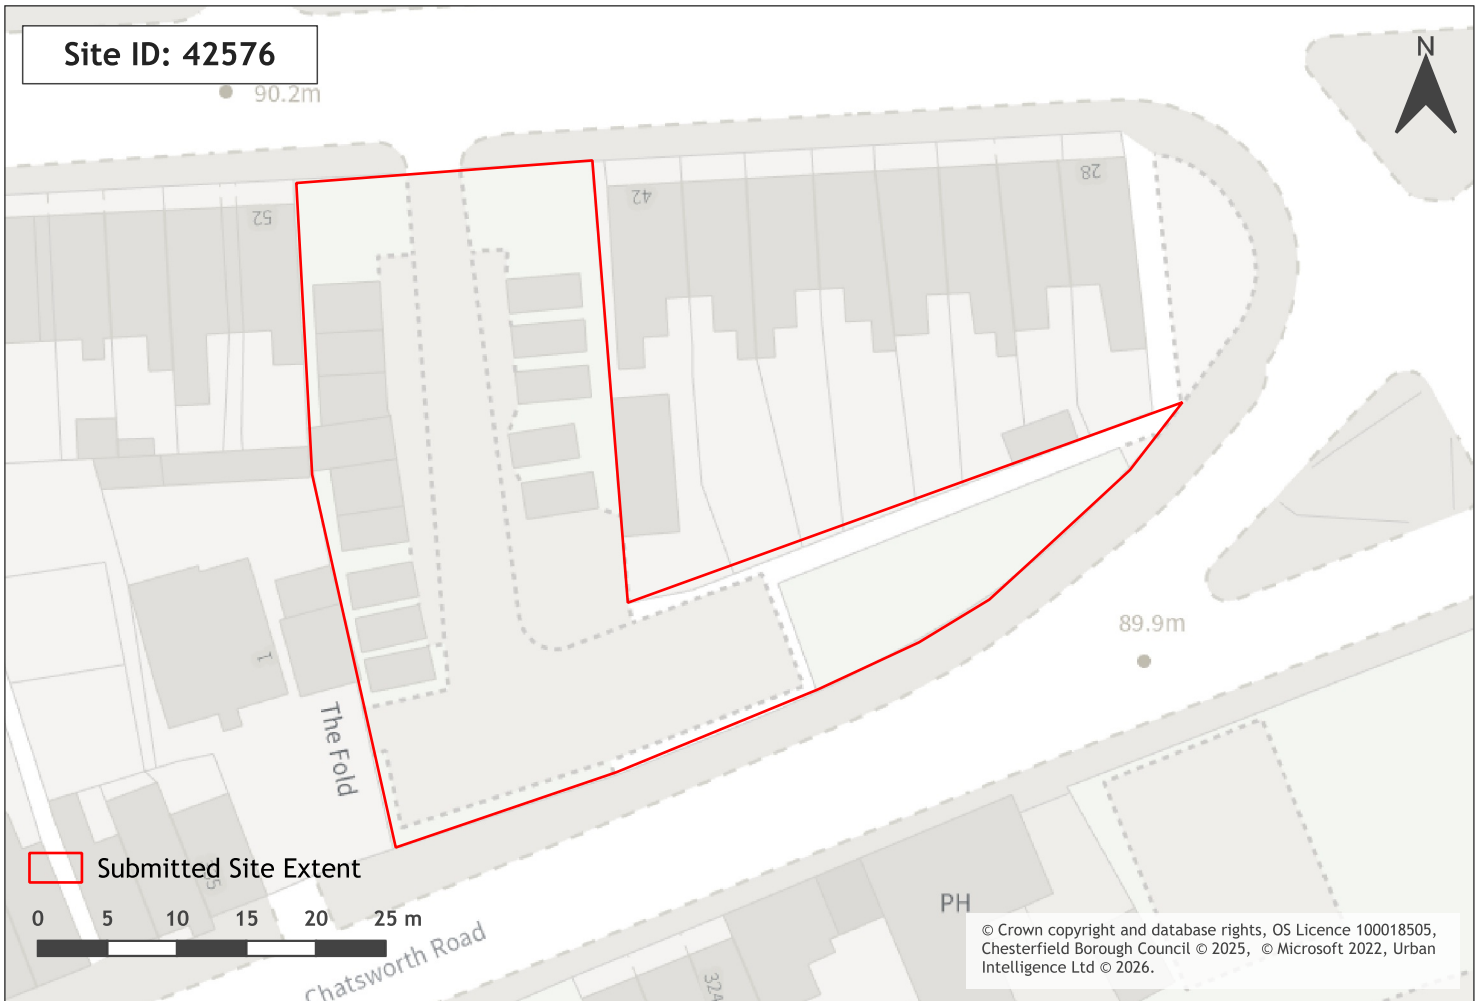 Site ID: 42576
N
90.2m
52
42
28
1
The Fold
89.9m
Submitted Site Extent
0 5 10 15 20 25 m
Chatsworth Road
PH
324
© Crown copyright and database rights, OS Licence 100018505,
Chesterfield Borough Council © 2025, © Microsoft 2022, Urban
Intelligence Ltd © 2026.